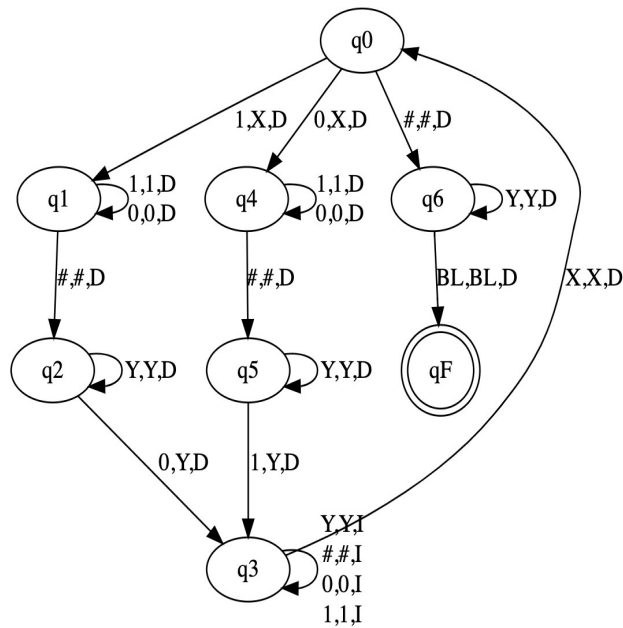 q0
1,X,D
0,X,D
#,#,D
q1
1,1,D
0,0,D
q4
1,1,D
0,0,D
q6
Y,Y,D
#,#,D
#,#,D
BL,BL,D
X,X,D
q2
Y,Y,D
q5
Y,Y,D
qF
0,Y,D
1,Y,D
q3
Y,Y,I
#,#,I
0,0,I
1,1,I